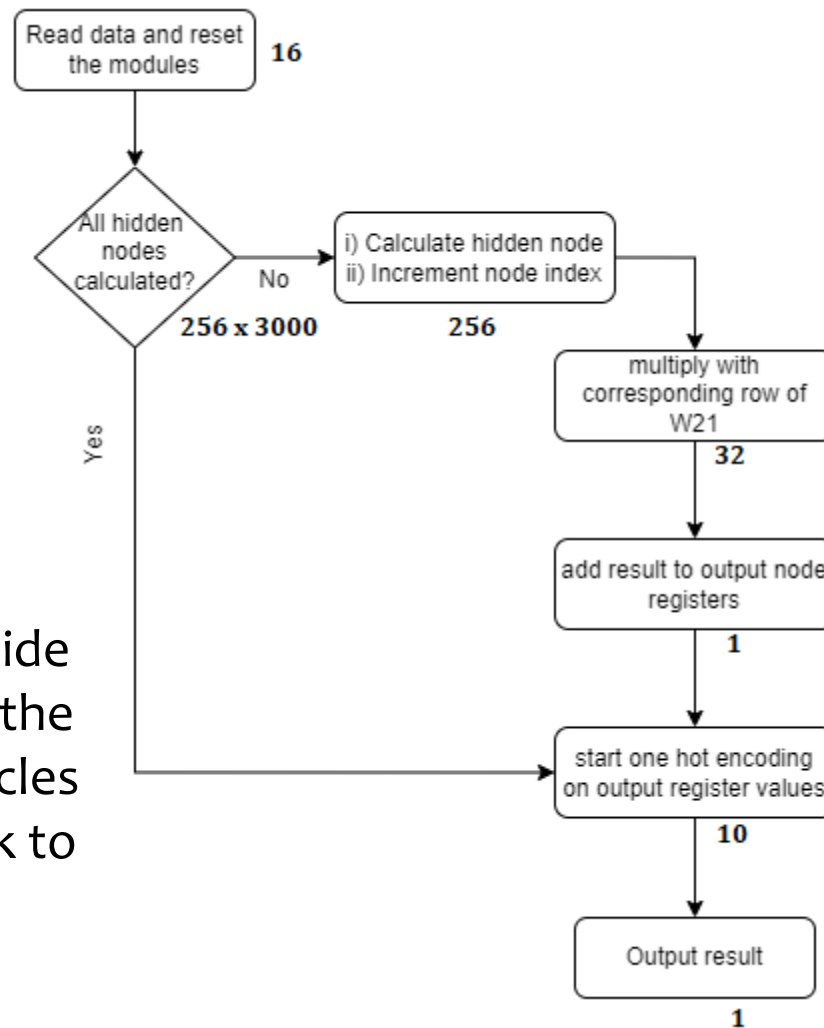 Read data and reset
the modules
16
All hidden
nodes
calculated?
No
256 x 3000
i) Calculate hidden node
ii) Increment node index
256
multiply with
corresponding row of
W21
32
Yes
add result to output node
registers
1
ide
the
cles
k to
start one hot encoding
on output register values
10
Output result
1